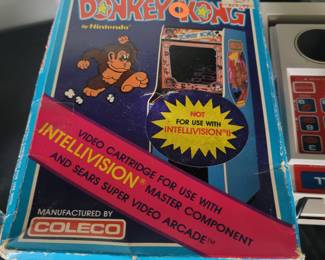 DONKEY KONG
by Nintendo
NOT
FOR USE WITH
INTELLIVISION II
VIDEO CARTRIDGE FOR USE WITH
INTELLIVISION® MASTER COMPONENT
AND SEARS SUPER VIDEO ARCADE™
MANUFACTURED BY
COLECO